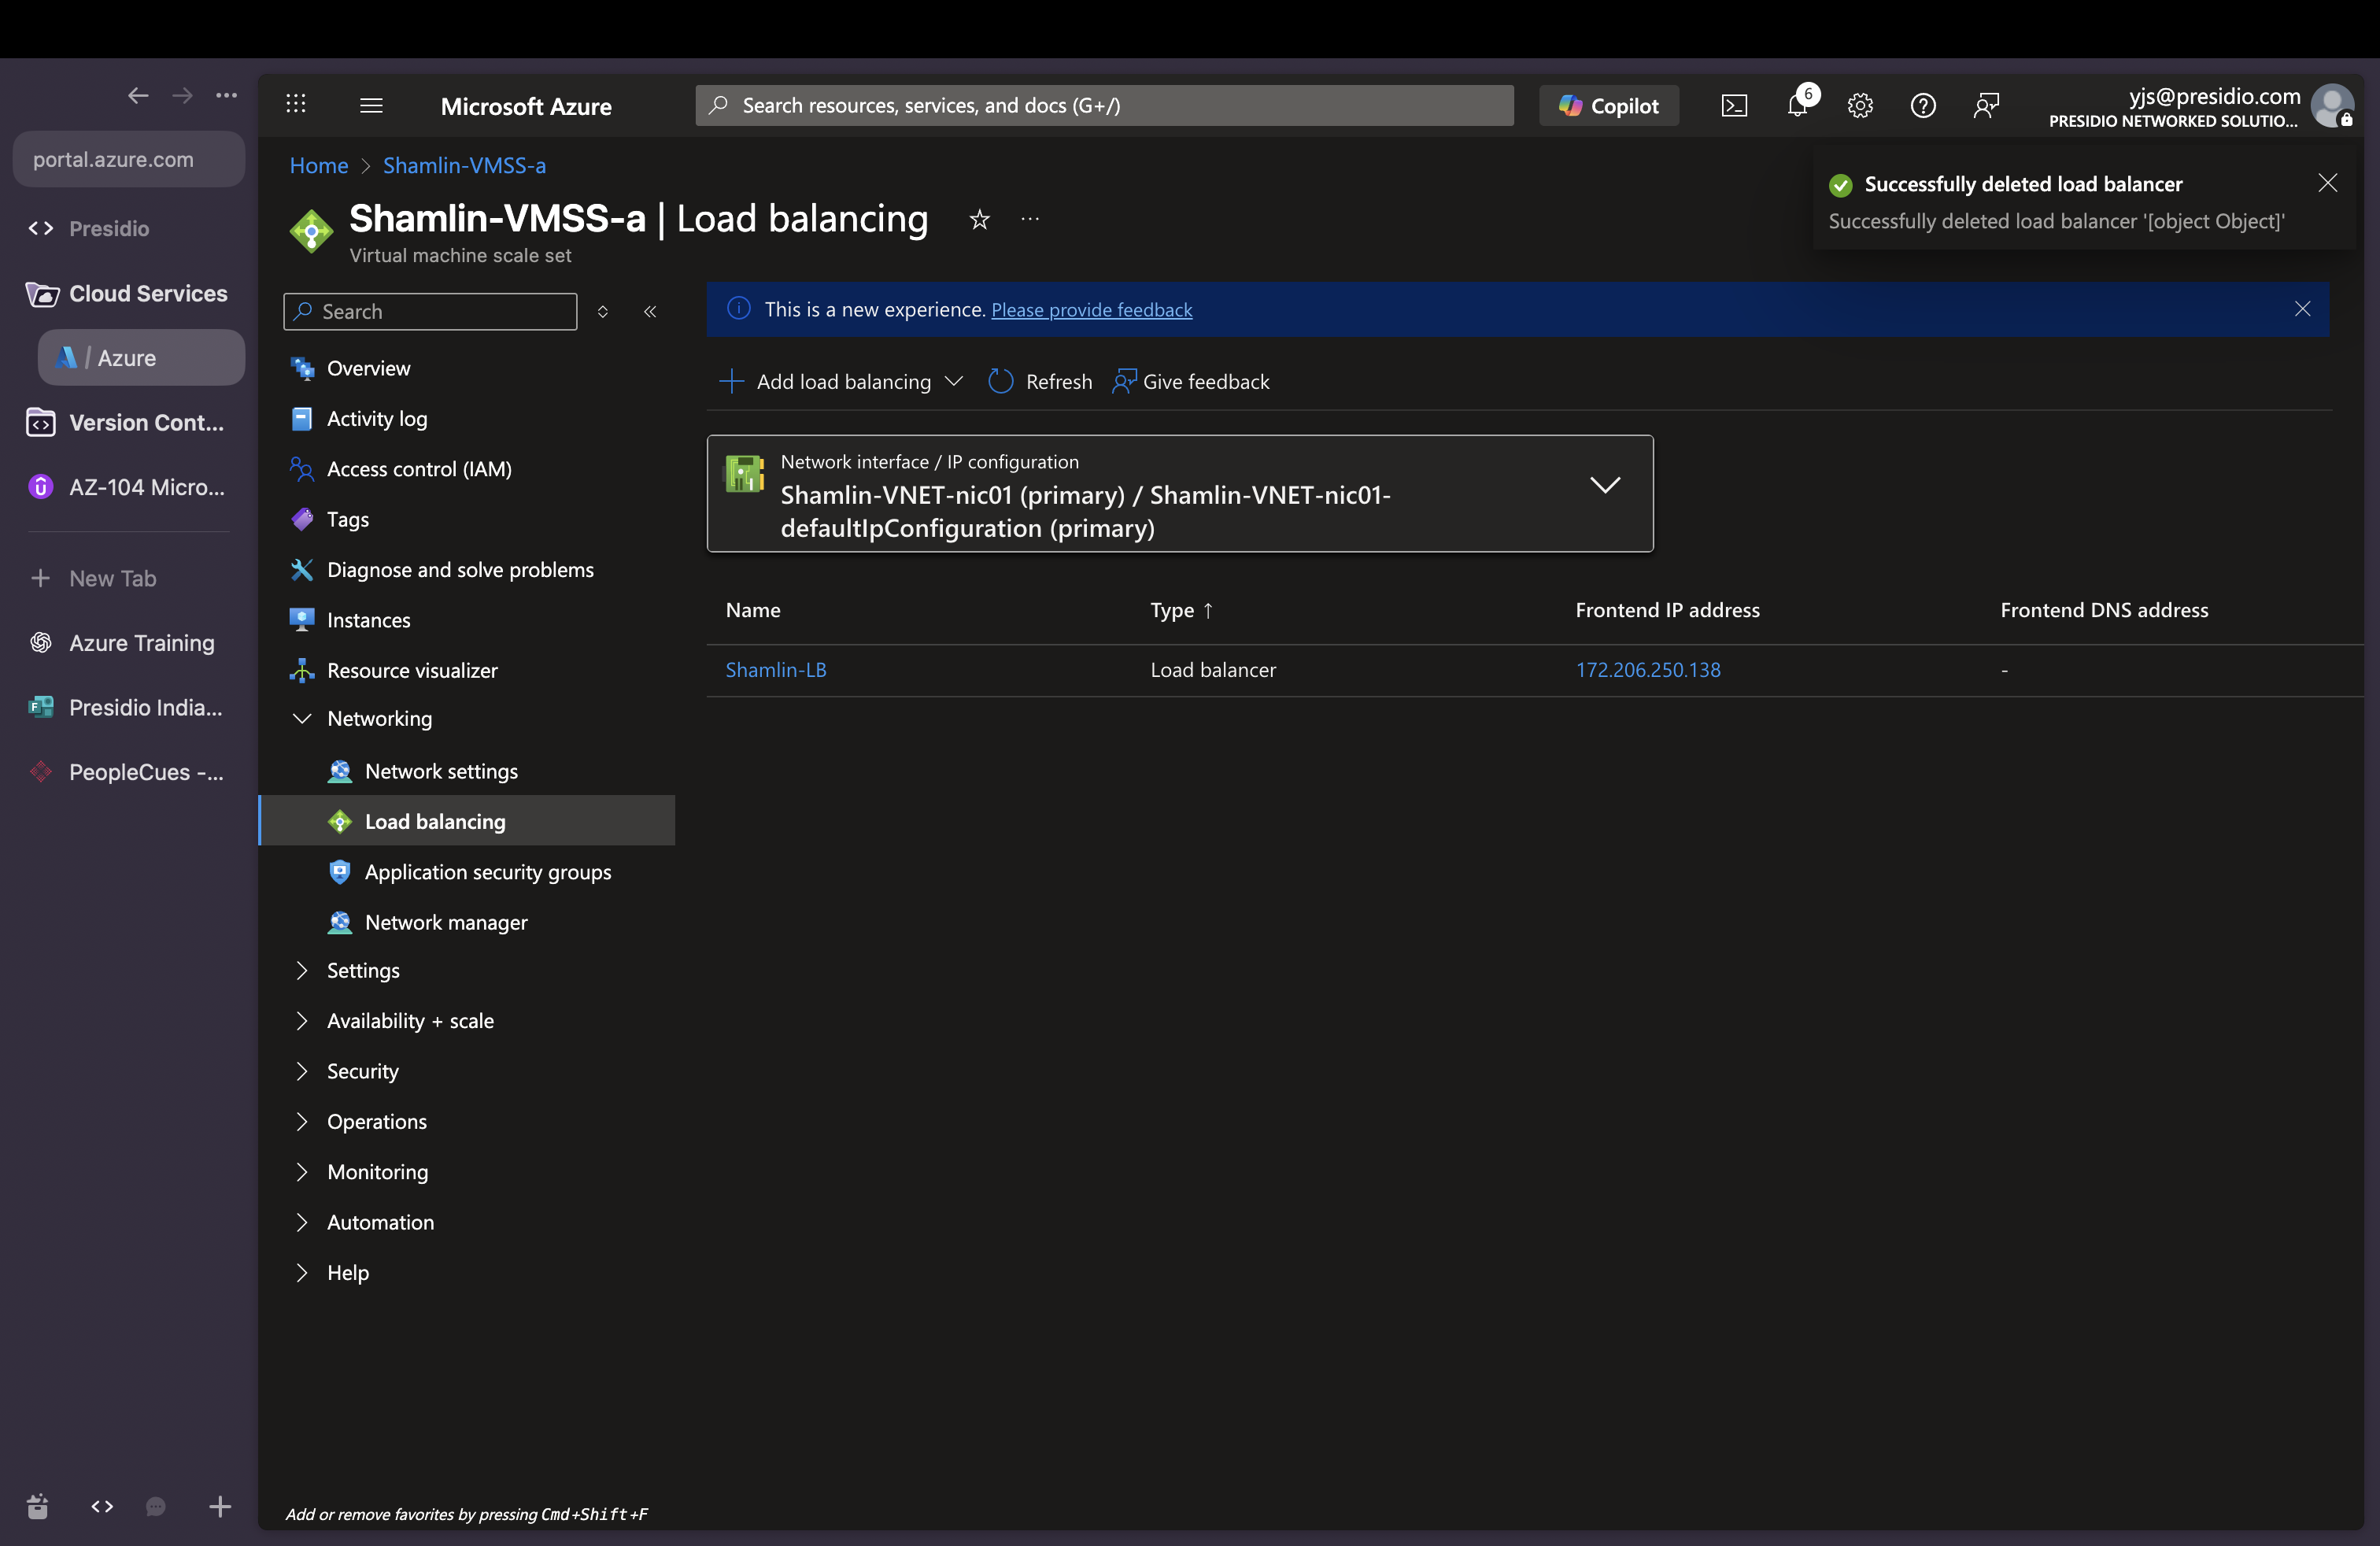 portal.azure.com
Presidio
Cloud Services
/ Azure
Version Cont...
AZ-104 Micro...
New Tab
Azure Training
Presidio India...
PeopleCues -...
Microsoft Azure
Search resources, services, and docs (G+/)
Copilot
6
yjs@presidio.com
PRESIDIO NETWORKED SOLUTIO...
Home > Shamlin-VMSS-a
Shamlin-VMSS-a | Load balancing
Virtual machine scale set
Successfully deleted load balancer
Successfully deleted load balancer '[object Object]'
Search
Overview
Activity log
Access control (IAM)
Tags
Diagnose and solve problems
Instances
Resource visualizer
Networking
Network settings
Load balancing
Application security groups
Network manager
Settings
Availability + scale
Security
Operations
Monitoring
Automation
Help
Add or remove favorites by pressing Cmd+Shift+F
This is a new experience. Please provide feedback
Add load balancing
Refresh
Give feedback
Network interface / IP configuration
Shamlin-VNET-nic01 (primary) / Shamlin-VNET-nic01-
defaultIpConfiguration (primary)
Name Type ↑ Frontend IP address Frontend DNS address
Shamlin-LB Load balancer 172.206.250.138 -